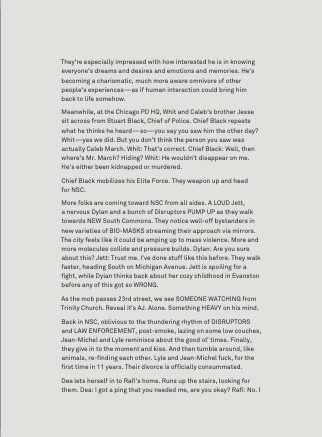 They're especially impressed with how interested he is in knowing
everyone's dreams and desires and emotions and memories. He's
becoming a charismatic, much more aware omnivore of other
people's experiences—as if human interaction could bring him
back to life somehow.
Meanwhile, at the Chicago PD HQ, Whit and Caleb's brother Jesse
sit across from Stuart Black, Chief of Police. Chief Black repeats
what he thinks he heard—so—you say you saw him the other day?
Whit—yes we did. But you don't think the person you saw was
actually Caleb March. Whit: That's correct. Chief Black: Well, then
where's Mr. March? Hiding? Whit: He wouldn't disappear on me.
He's either been kidnapped or murdered.
Chief Black mobilizes his Elite Force. They weapon up and head
for NSC.
More folks are coming toward NSC from all sides. A LOUD Jett,
a nervous Dylan and a bunch of Disruptors PUMP UP as they walk
towards NEW South Commons. They notice well-off bystanders in
new varieties of BIO-MASKS streaming their approach via mirrors.
The city feels like it could be amping up to mass violence. More and
more molecules collide and pressure builds. Dylan: Are you sure
about this? Jett: Trust me. I've done stuff like this before. They walk
faster, heading South on Michigan Avenue. Jett is spoiling for a
fight, while Dylan thinks back about her cozy childhood in Evanston
before any of this got so WRONG.
As the mob passes 23rd street, we see SOMEONE WATCHING from
Trinity Church. Reveal it's AJ. Alone. Something HEAVY on his mind.
Back in NSC, oblivious to the thundering rhythm of DISRUPTORS
and LAW ENFORCEMENT, post-smoke, lazing on some low couches,
Jean-Michel and Lyle reminisce about the good ol' times. Finally,
they give in to the moment and kiss. And then tumble around, like
animals, re-finding each other. Lyle and Jean-Michel fuck, for the
first time in 11 years. Their divorce is officially consummated.
Dea lets herself in to Rafi's home. Runs up the stairs, looking for
them. Dea: I got a ping that you needed me, are you okay? Rafi: No. I